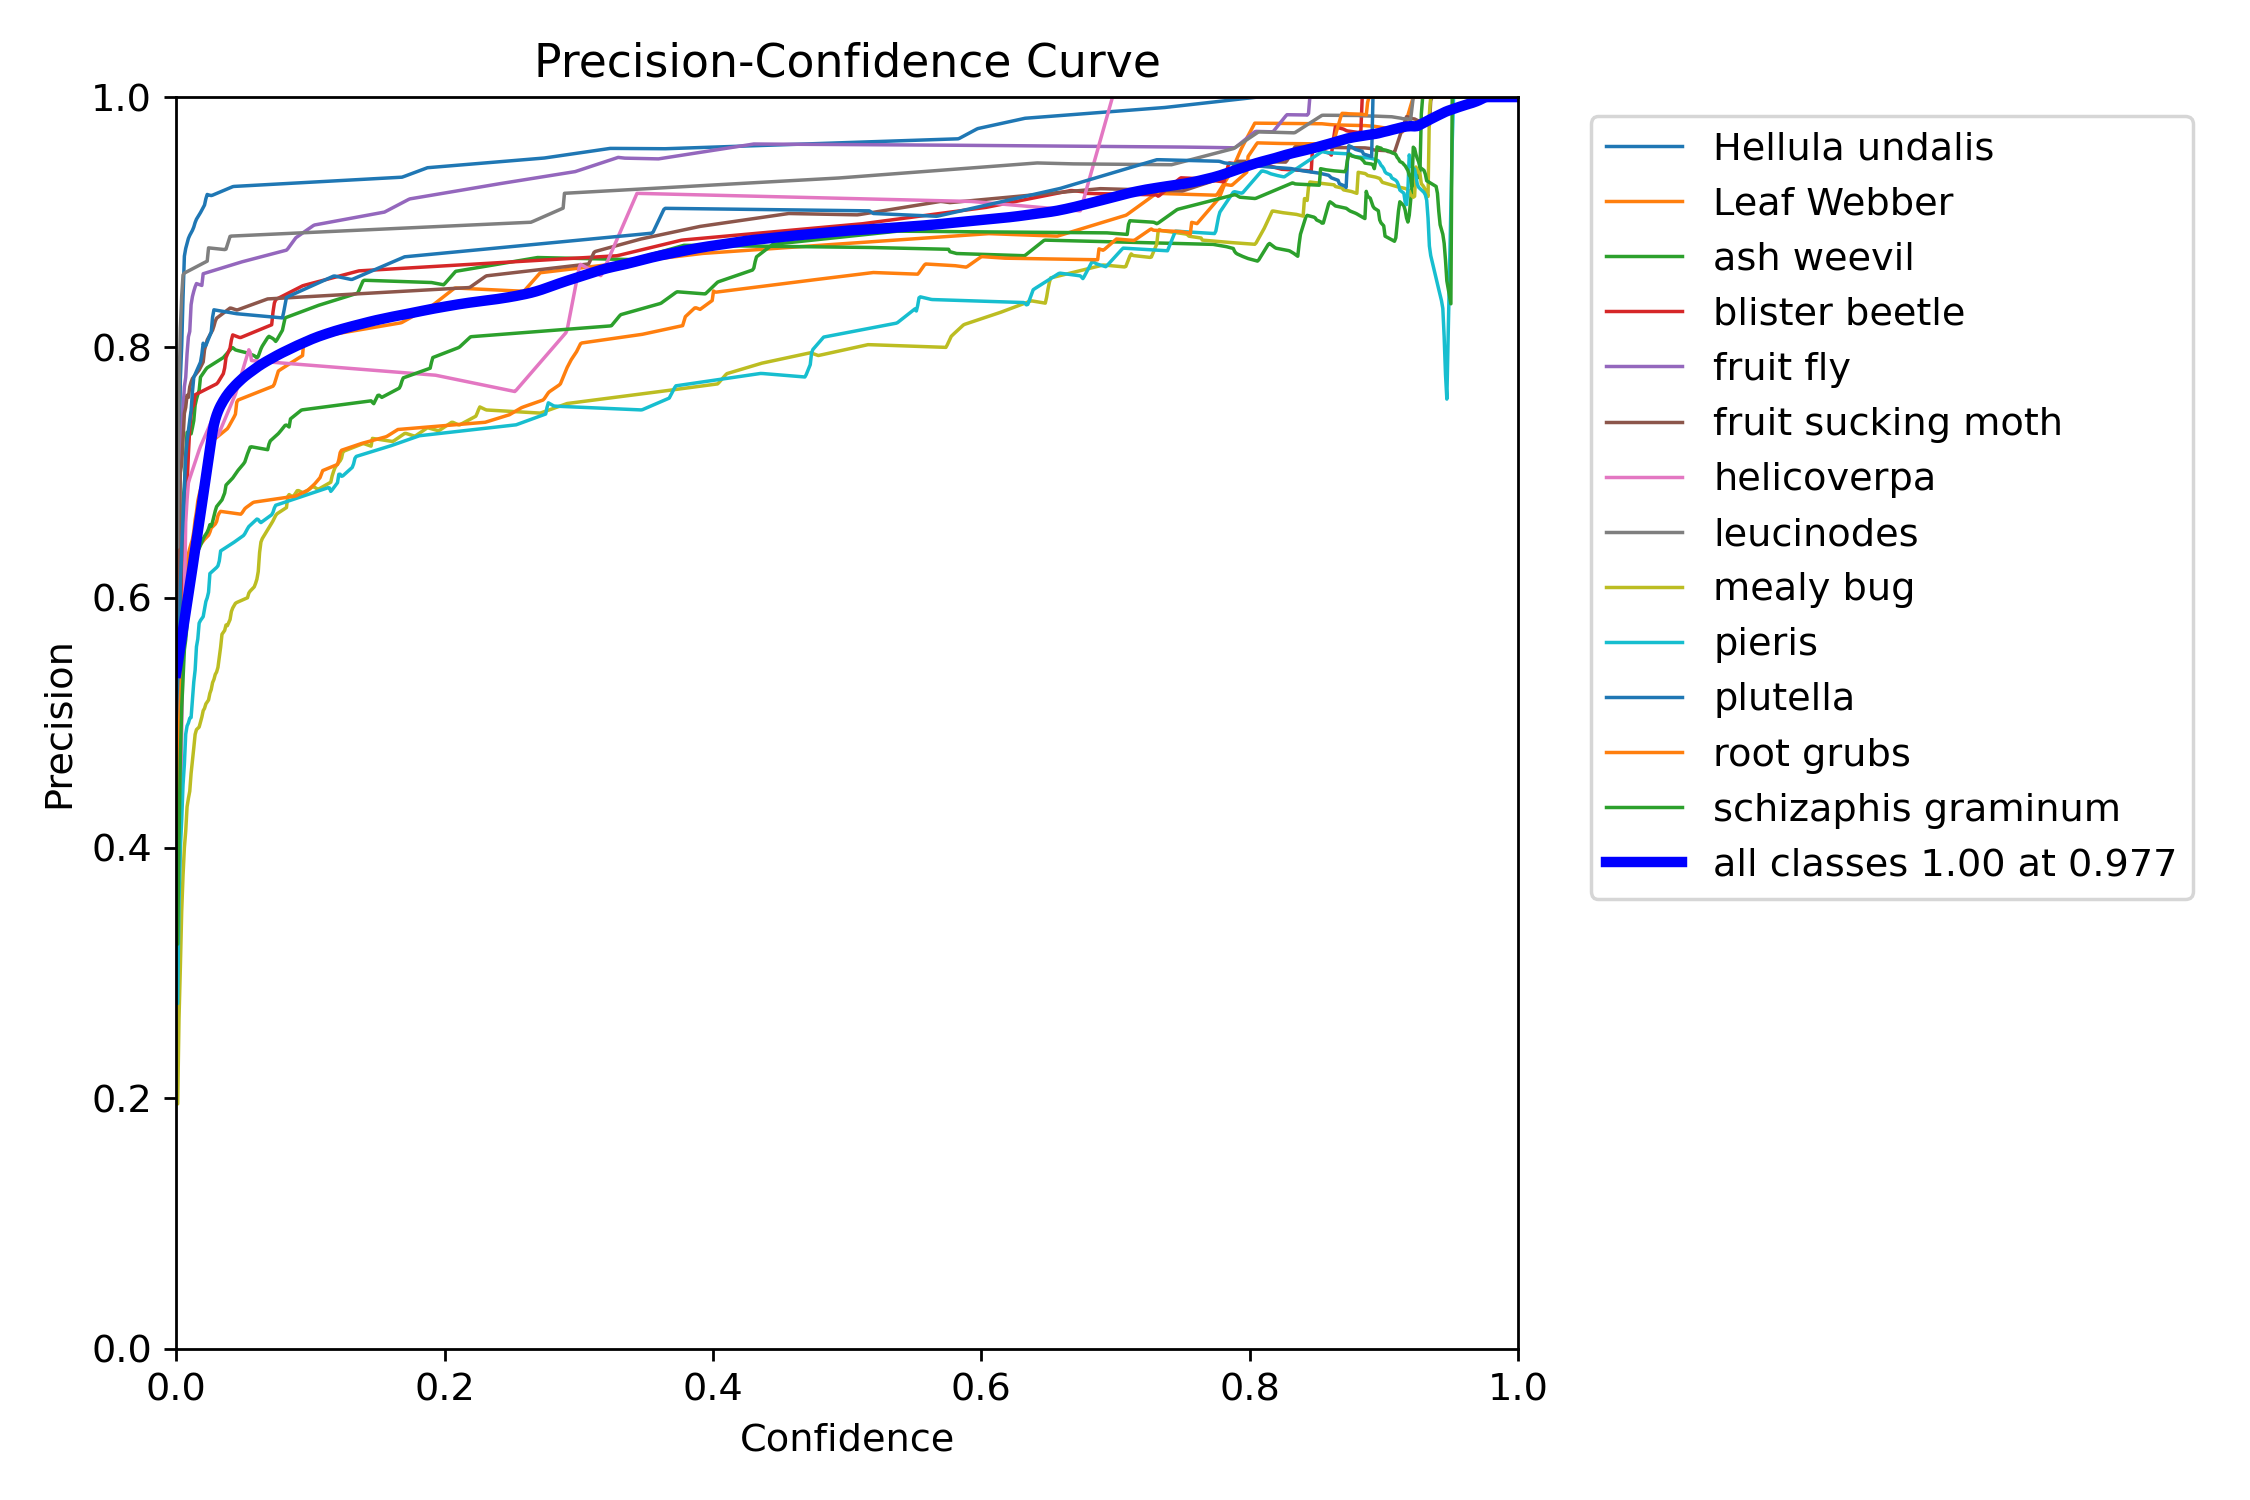 Precision-Confidence Curve
1.0
0.8
0.6
0.4
0.2
0.0
Precision
0.0 0.2 0.4 0.6 0.8 1.0
Confidence
Hellula undalis
Leaf Webber
ash weevil
blister beetle
fruit fly
fruit sucking moth
helicoverpa
leucinodes
mealy bug
pieris
plutella
root grubs
schizaphis graminum
all classes 1.00 at 0.977